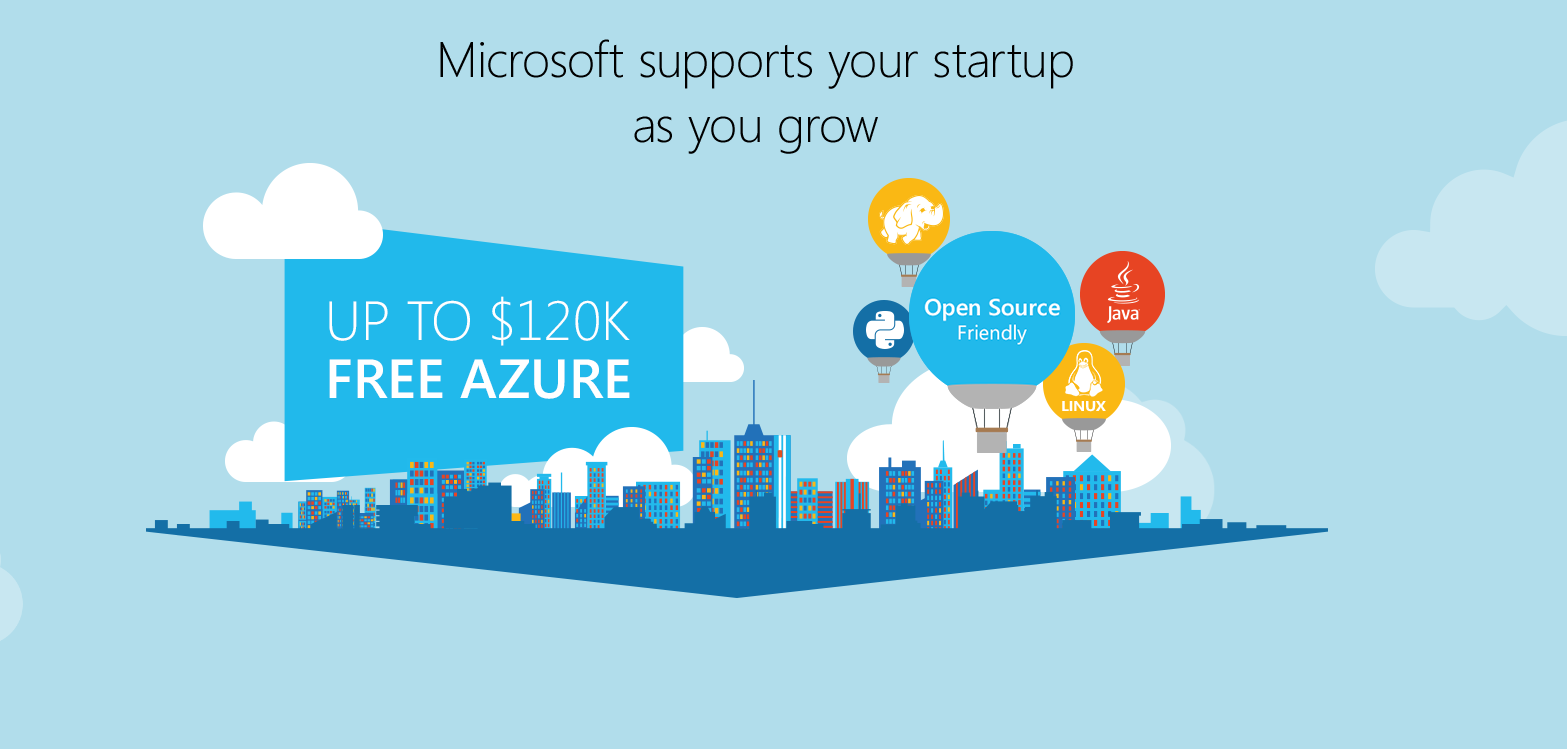 Microsoft supports your startup
as you grow
UP TO $120K
FREE AZURE
Open Source
Friendly
Java
LINUX